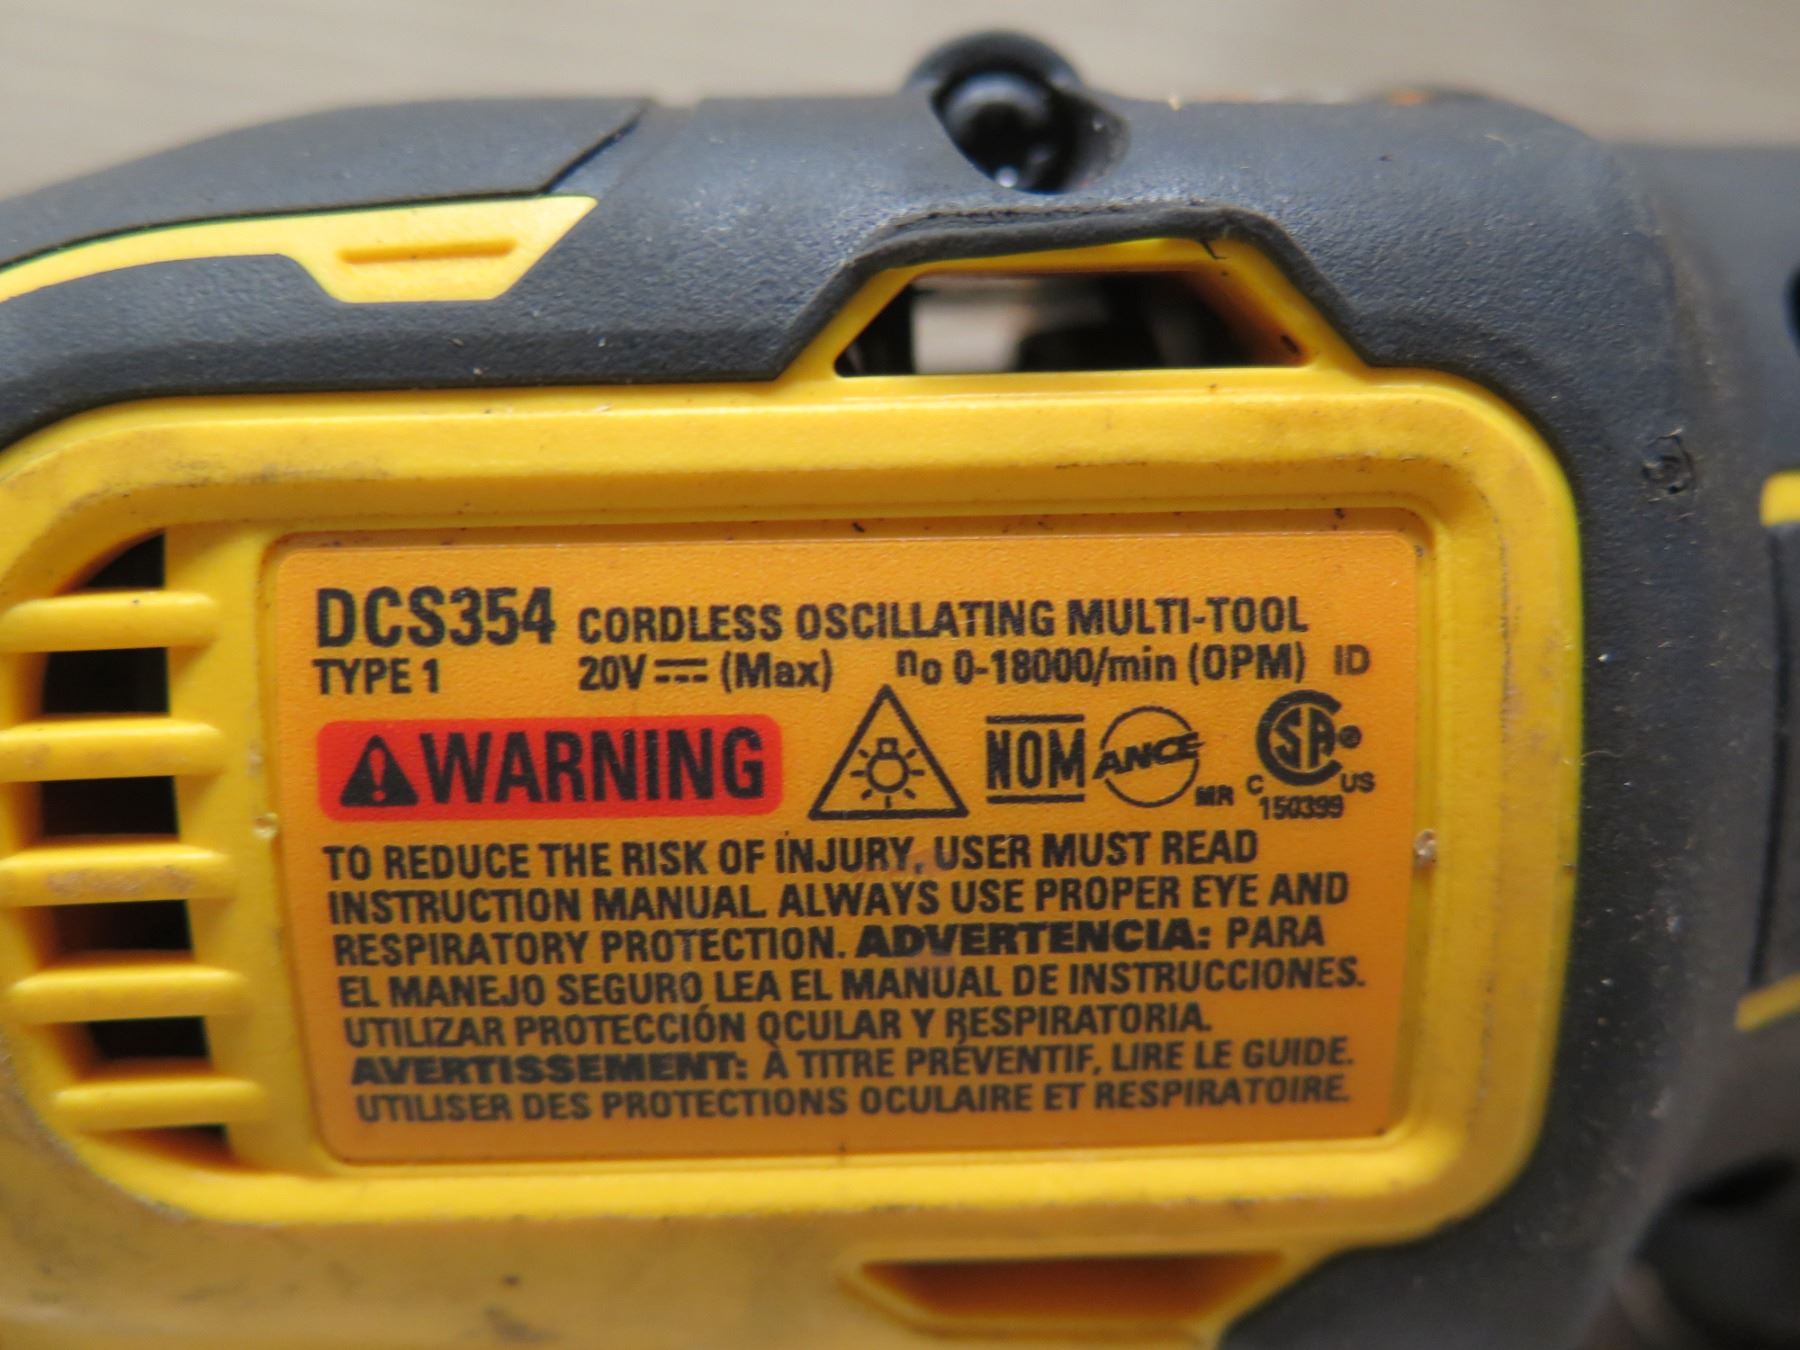 DCS354 CORDLESS OSCILLATING MULTI-TOOL
TYPE 1 20V (Max) no 0-18000/min (OPM) ID
WARNING
NOM
ANCE
MR
CSA®
C US
150399
TO REDUCE THE RISK OF INJURY, USER MUST READ
INSTRUCTION MANUAL. ALWAYS USE PROPER EYE AND
RESPIRATORY PROTECTION. ADVERTENCIA: PARA
EL MANEJO SEGURO LEA EL MANUAL DE INSTRUCCIONES.
UTILIZAR PROTECCIÓN OCULAR Y RESPIRATORIA.
AVERTISSEMENT: À TITRE PRÉVENTIF, LIRE LE GUIDE.
UTILISER DES PROTECTIONS OCULAIRE ET RESPIRATOIRE.